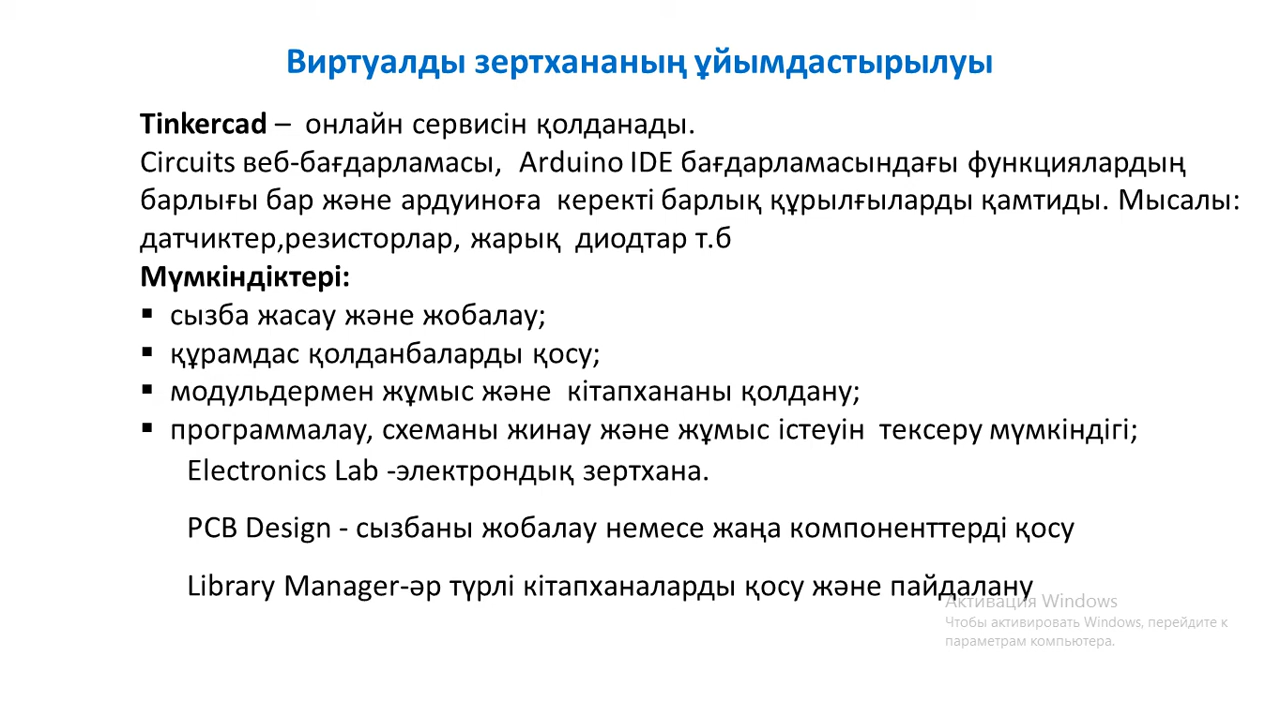 Виртуалды зертхананың ұйымдастырылуы
Tinkercad – онлайн сервисін қолданады.
Circuits веб-бағдарламасы, Arduino IDE бағдарламасындағы функциялардың
барлығы бар және ардуиноға керекті барлық құрылғыларды қамтиды. Мысалы:
датчиктер,резисторлар, жарық диодтар т.б
Мүмкіндіктері:
▪ сызба жасау және жобалау;
▪ құрамдас қолданбаларды қосу;
▪ модульдермен жұмыс және кітапхананы қолдану;
▪ программалау, схеманы жинау және жұмыс істеуін тексеру мүмкіндігі;
Electronics Lab -электрондық зертхана.
PCB Design - сызбаны жобалау немесе жаңа компоненттерді қосу
Library Manager-әр түрлі кітапханаларды қосу және пайдалану
Активация Windows
Чтобы активировать Windows, перейдите к
параметрам компьютера.